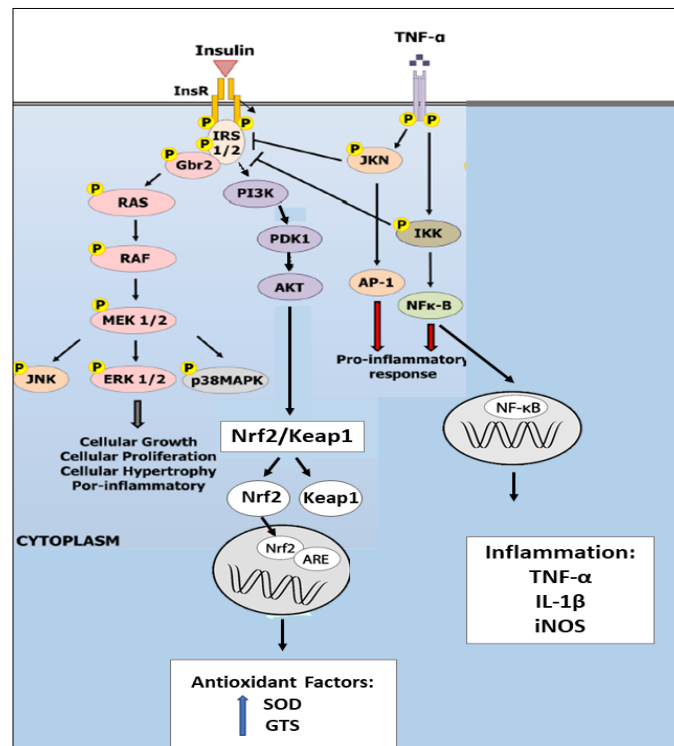 Insulin
TNF-α
InsR
P
P
P
P
IRS
1/2
P
P
JKN
P
Gbr2
P
RAS
PI3K
P
IKK
P
RAF
PDK1
AKT
AP-1
NFκ-B
P
MEK 1/2
Pro-inflammatory
response
P
JNK
P
ERK 1/2
P
p38MAPK
NF-κB
Nrf2/Keap1
Cellular Growth
Cellular Proliferation
Cellular Hypertrophy
Por-inflammatory
Nrf2
Keap1
CYTOPLASM
Nrf2
ARE
Inflammation:
TNF-α
IL-1β
iNOS
Antioxidant Factors:
SOD
GTS